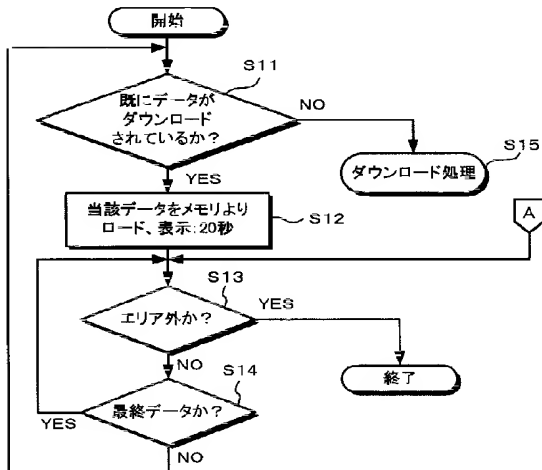 開始
S11
既にデータが
ダウンロード
されているか？
NO
S15
ダウンロード処理
YES
当該データをメモリより
ロード、表示:20秒
S12
A
S13
エリア外か？
YES
NO
終了
S14
最終データか？
YES
NO